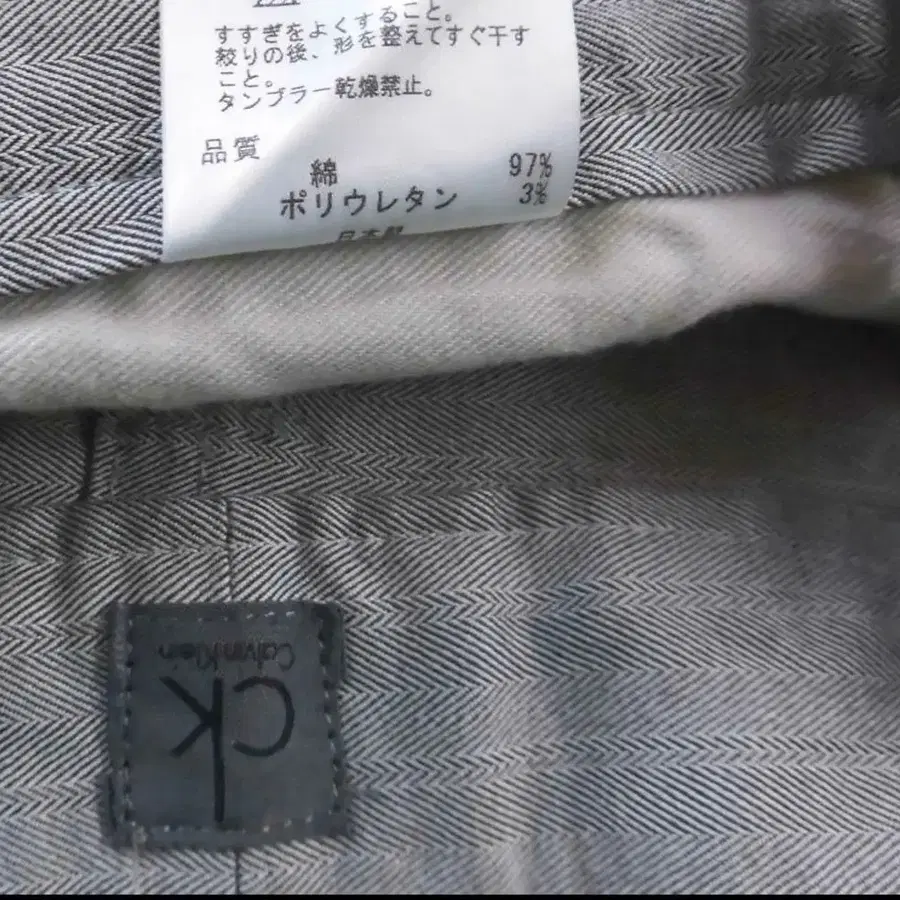 すすぎをよくすること。
絞りの後、形を整えてすぐ干す
こと。
タンブラー乾燥禁止。
品質
綿 97%
ポリウレタン 3%
ck
Calvin Klein